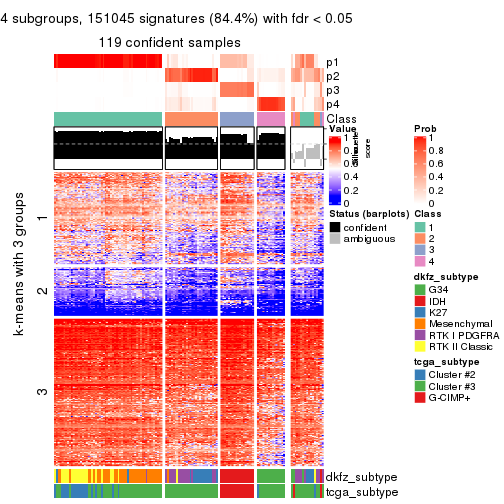 4 subgroups, 151045 signatures (84.4%) with fdr < 0.05
119 confident samples
p1
p2
p3
p4
Class
k-means with 3 groups
1
2
3
dkfz_subtype
tcga_subtype
Value
1
0.8
0.6
0.4
0.2
0
Silhouette
score
Status (barplots)
confident
ambiguous
Prob
1
0.8
0.6
0.4
0.2
0
Class
1
2
3
4
dkfz_subtype
G34
IDH
K27
Mesenchymal
RTK I PDGFRA
RTK II Classic
tcga_subtype
Cluster #2
Cluster #3
G-CIMP+